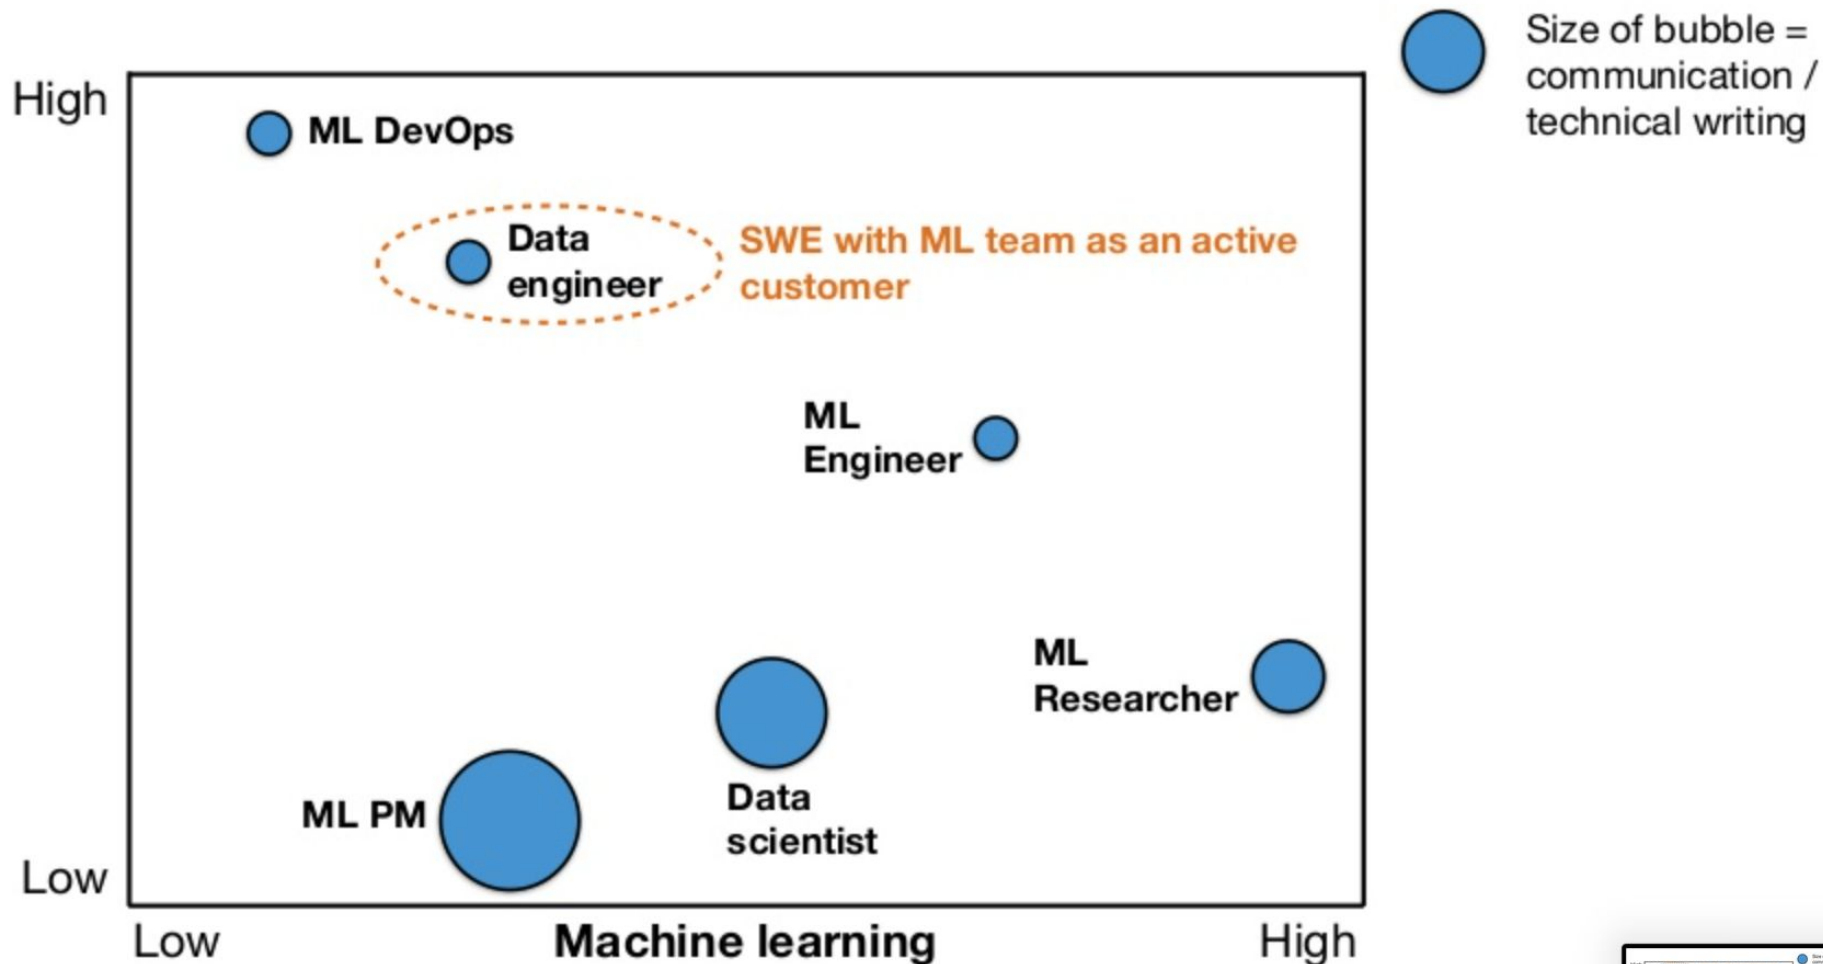 Size of bubble =
communication /
technical writing
High
ML DevOps
Data
engineer
SWE with ML team as an active
customer
ML
Engineer
ML
Researcher
ML PM
Data
scientist
Low
Low
Machine learning
High